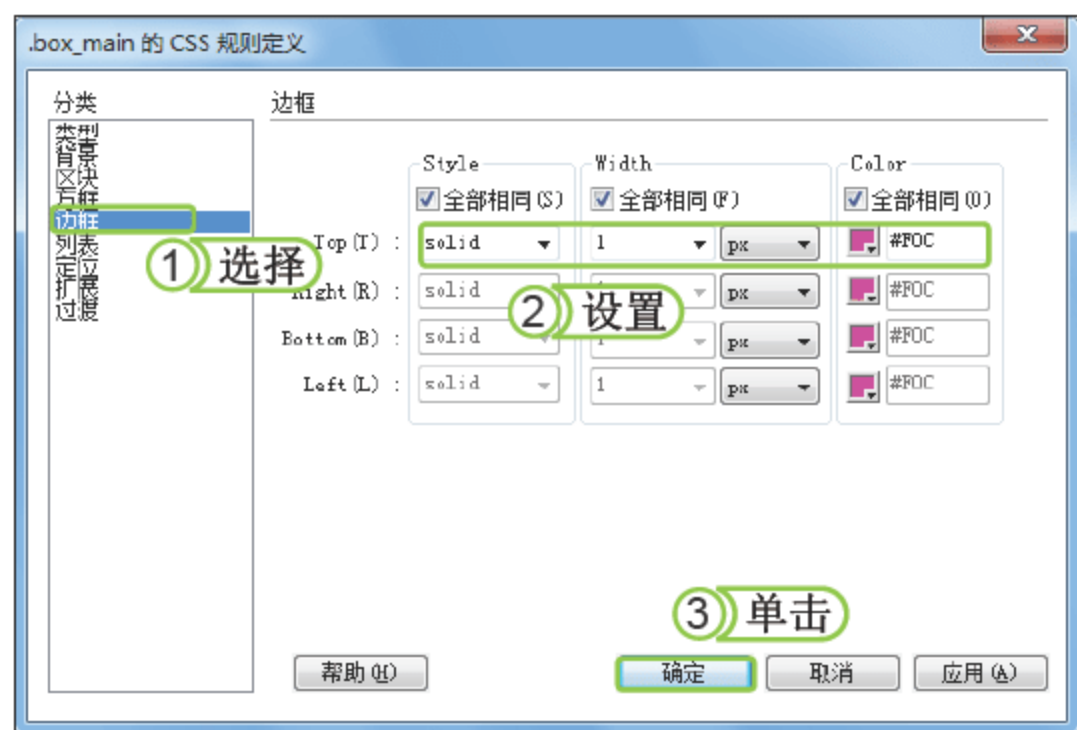 .box_main 的 CSS 规则定义
分类
边框
类型
背景
区块
方框
边框
列表
定位
扩展
过度
① 选择
Style
Width
Color
全部相同(S)
全部相同(F)
全部相同(O)
Top(T) : solid 1 px #F0C
Right(R) : solid 1 px #F0C
② 设置
Bottom(B) : solid 1 px #F0C
Left(L) : solid 1 px #F0C
③ 单击
帮助(H) 确定 取消 应用(A)